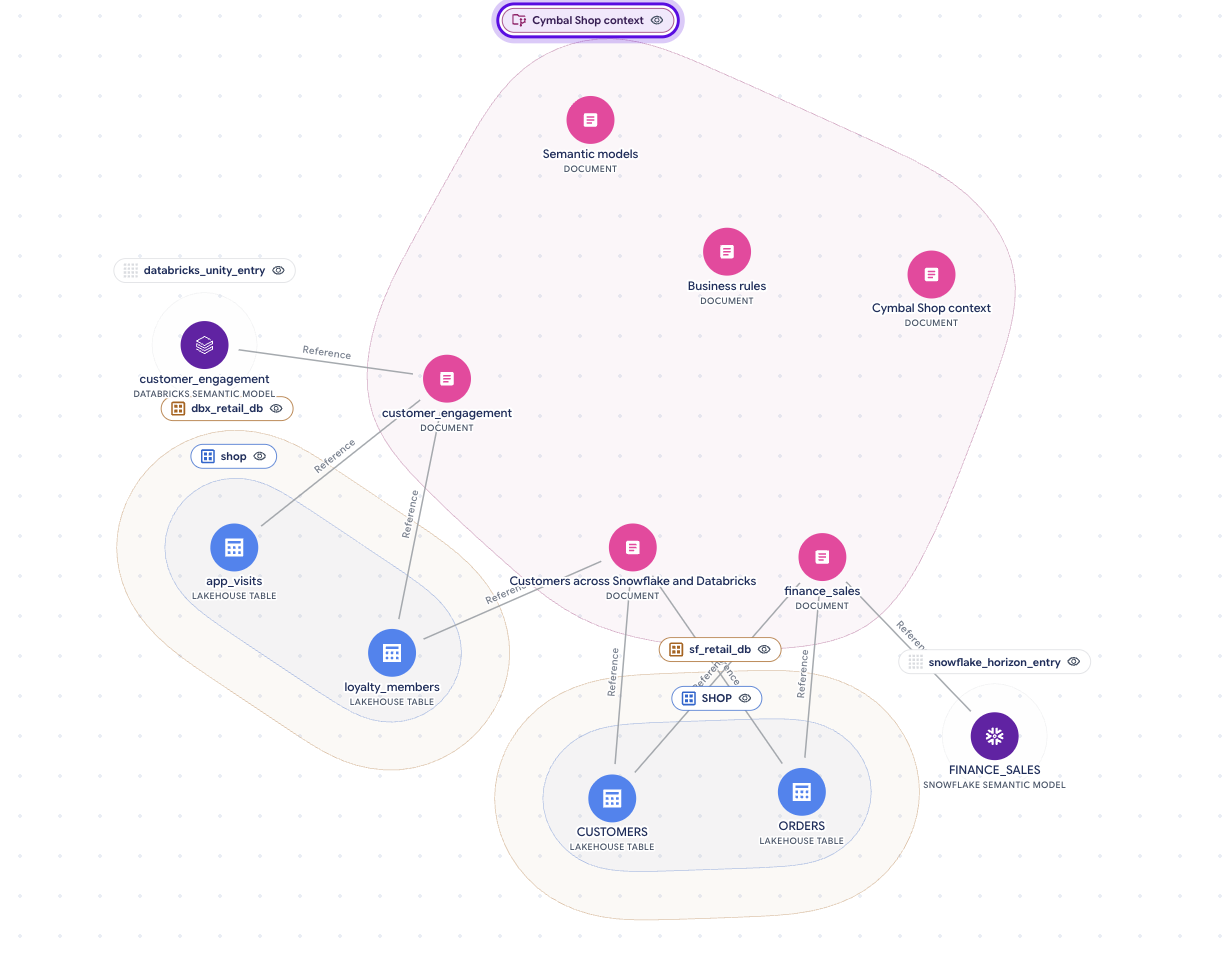 Cymbal Shop context
Semantic models
DOCUMENT
Business rules
DOCUMENT
Cymbal Shop context
DOCUMENT
databricks_unity_entry
customer_engagement
DATABRICKS SEMANTIC MODEL
Reference
customer_engagement
DOCUMENT
dbx_retail_db
shop
Reference
Reference
app_visits
LAKEHOUSE TABLE
Customers across Snowflake and Databricks
DOCUMENT
Reference
finance_sales
DOCUMENT
loyalty_members
LAKEHOUSE TABLE
sf_retail_db
SHOP
Reference
Reference
Reference
snowflake_horizon_entry
FINANCE_SALES
SNOWFLAKE SEMANTIC MODEL
CUSTOMERS
LAKEHOUSE TABLE
ORDERS
LAKEHOUSE TABLE